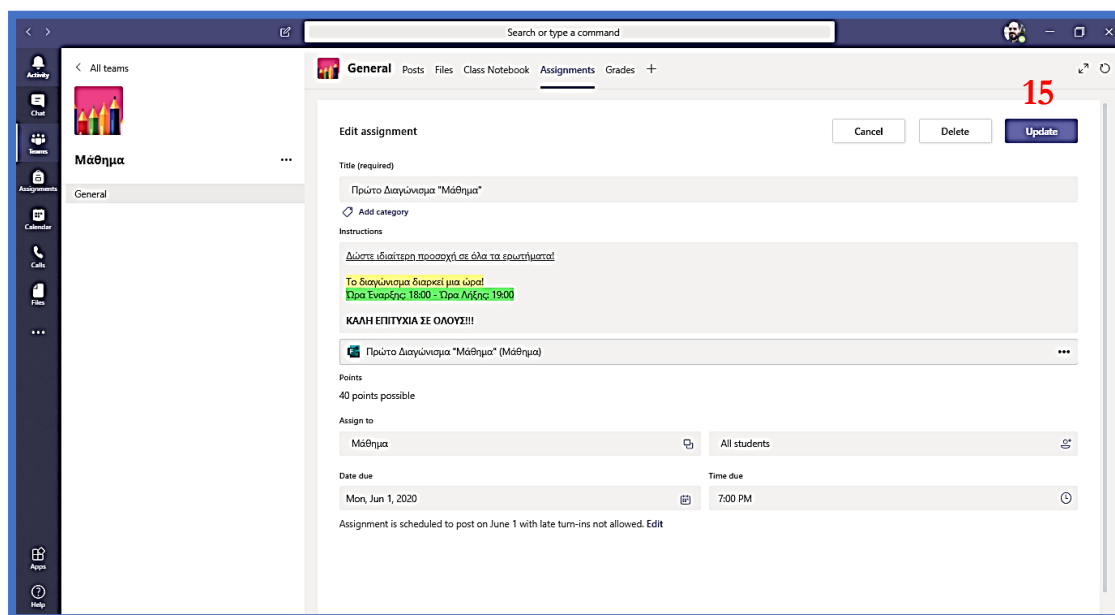 Search or type a command
Activity
Chat
Teams
Assignments
Calendar
Calls
Files
Apps
Help
All teams
Μάθημα
General
General Posts Files Class Notebook Assignments Grades
15
Edit assignment Cancel Delete Update
Title (required)
Πρώτο Διαγώνισμα "Μάθημα"
Add category
Instructions
Δώστε ιδιαίτερη προσοχή σε όλα τα ερωτήματα!
Το διαγώνισμα διαρκεί μια ώρα!
Ώρα Έναρξης: 18:00 - Ώρα Λήξης: 19:00
ΚΑΛΗ ΕΠΙΤΥΧΙΑ ΣΕ ΟΛΟΥΣ!!!
Πρώτο Διαγώνισμα "Μάθημα" (Μάθημα)
Points
40 points possible
Assign to
Μάθημα All students
Date due Time due
Mon, Jun 1, 2020 7:00 PM
Assignment is scheduled to post on June 1 with late turn-ins not allowed. Edit